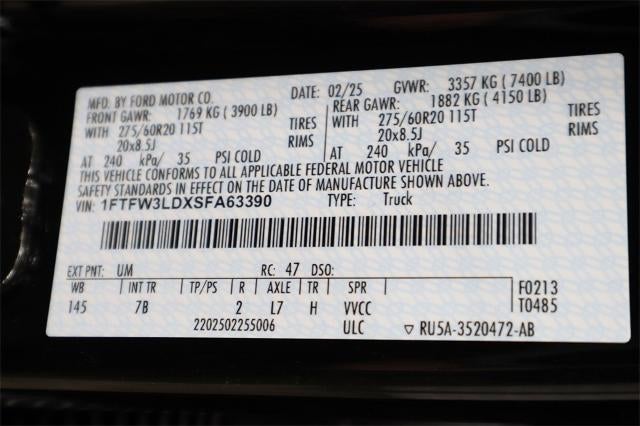 MFD. BY FORD MOTOR CO. DATE: 02/25 GVWR: 3357 KG ( 7400 LB)
FRONT GAWR: 1769 KG ( 3900 LB) REAR GAWR: 1882 KG ( 4150 LB)
WITH 275/60R20 115T TIRES WITH 275/60R20 115T TIRES
20x8.5J RIMS 20x8.5J RIMS
AT 240 kPa/ 35 PSI COLD AT 240 kPa/ 35 PSI COLD
THIS VEHICLE CONFORMS TO ALL APPLICABLE FEDERAL MOTOR VEHICLE
SAFETY STANDARDS IN EFFECT ON THE DATE OF MANUFACTURE SHOWN ABOVE.
VIN: 1FTFW3LDXSFA63390 TYPE: Truck
EXT PNT: UM RC: 47 DSO:
WB INT TR TP/PS R AXLE TR SPR F0213
145 7B 2 L7 H VVCC T0485
2202502255006 ULC ▽ RU5A-3520472-AB